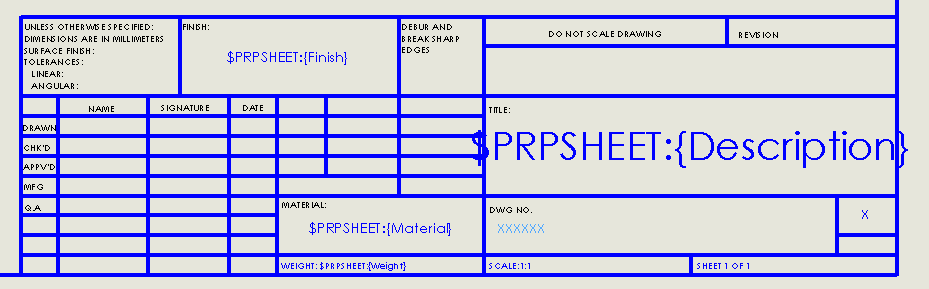 UNLESS OTHERWISE SPECIFIED:
DIMENSIONS ARE IN MILLIMETERS
SURFACE FINISH:
TOLERANCES:
LINEAR:
ANGULAR:
FINISH:
$PRPSHEET:{Finish}
DEBUR AND
BREAK SHARP
EDGES
DO NOT SCALE DRAWING
REVISION
NAME
SIGNATURE
DATE
TITLE:
DRAWN
CHK'D
APPV'D
MFG
Q.A
$PRPSHEET:{Description}
MATERIAL:
$PRPSHEET:{Material}
DWG NO.
XXXXXX
X
WEIGHT: $PRPSHEET:{Weight}
SCALE:1:1
SHEET 1 OF 1